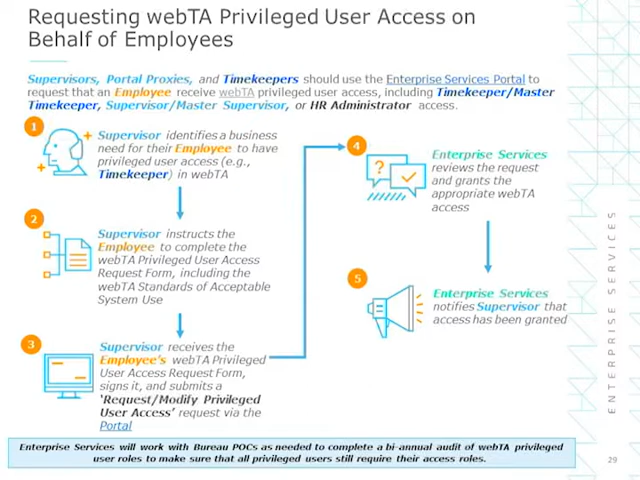 Requesting webTA Privileged User Access on
Behalf of Employees
Supervisors, Portal Proxies, and Timekeepers should use the Enterprise Services Portal to
request that an Employee receive webTA privileged user access, including Timekeeper/Master
Timekeeper, Supervisor/Master Supervisor, or HR Administrator access.
1
Supervisor identifies a business
need for their Employee to have
privileged user access (e.g.,
Timekeeper) in webTA
2
Supervisor instructs the
Employee to complete the
webTA Privileged User Access
Request Form, including the
webTA Standards of Acceptable
System Use
3
Supervisor receives the
Employee's webTA Privileged
User Access Request Form,
signs it, and submits a
'Request/Modify Privileged
User Access' request via the
Portal
4
?
Enterprise Services
reviews the request
and grants the
appropriate webTA
access
5
Enterprise Services
notifies Supervisor that
access has been granted
ENTERPRISE SERVICES
Enterprise Services will work with Bureau POCs as needed to complete a bi-annual audit of webTA privileged
user roles to make sure that all privileged users still require their access roles.
29